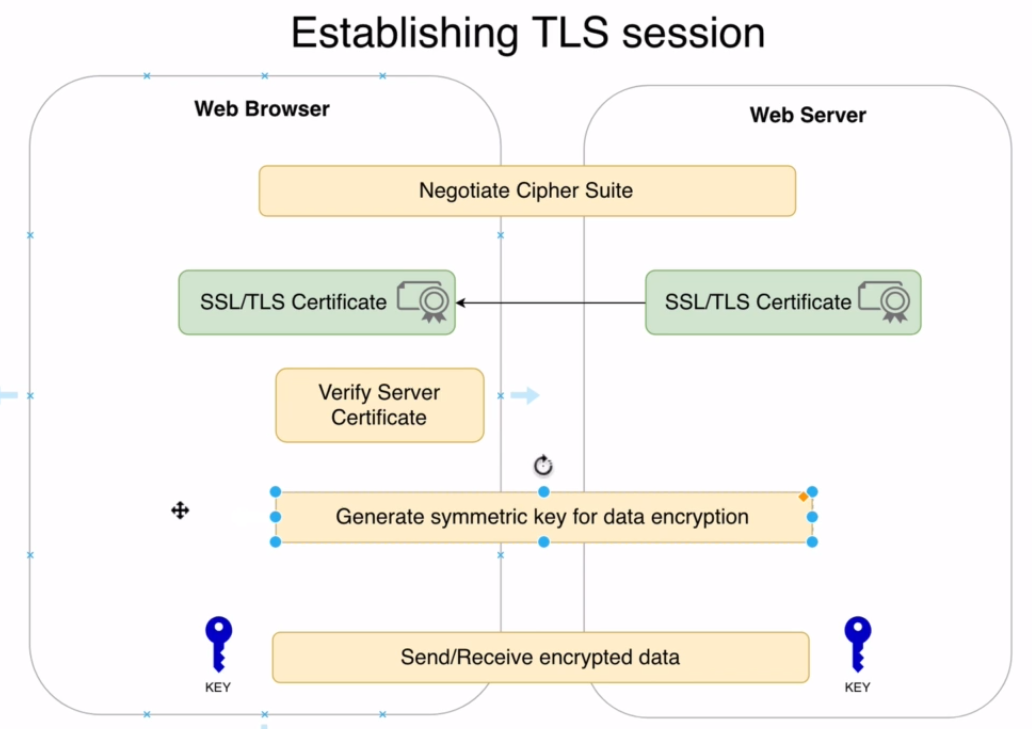 Establishing TLS session
Web Browser
Web Server
Negotiate Cipher Suite
SSL/TLS Certificate
SSL/TLS Certificate
Verify Server
Certificate
Generate symmetric key for data encryption
Send/Receive encrypted data
KEY
KEY